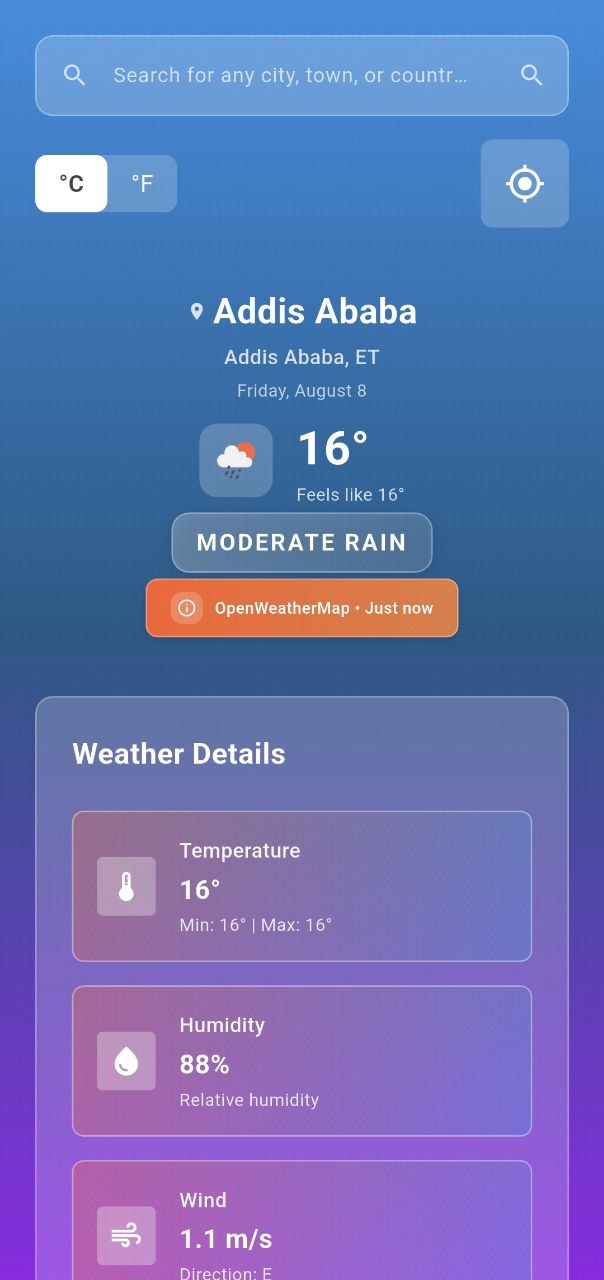 Search for any city, town, or countr…
°C °F
Addis Ababa
Addis Ababa, ET
Friday, August 8
16°
Feels like 16°
MODERATE RAIN
OpenWeatherMap • Just now
Weather Details
Temperature
16°
Min: 16° | Max: 16°
Humidity
88%
Relative humidity
Wind
1.1 m/s
Direction: E